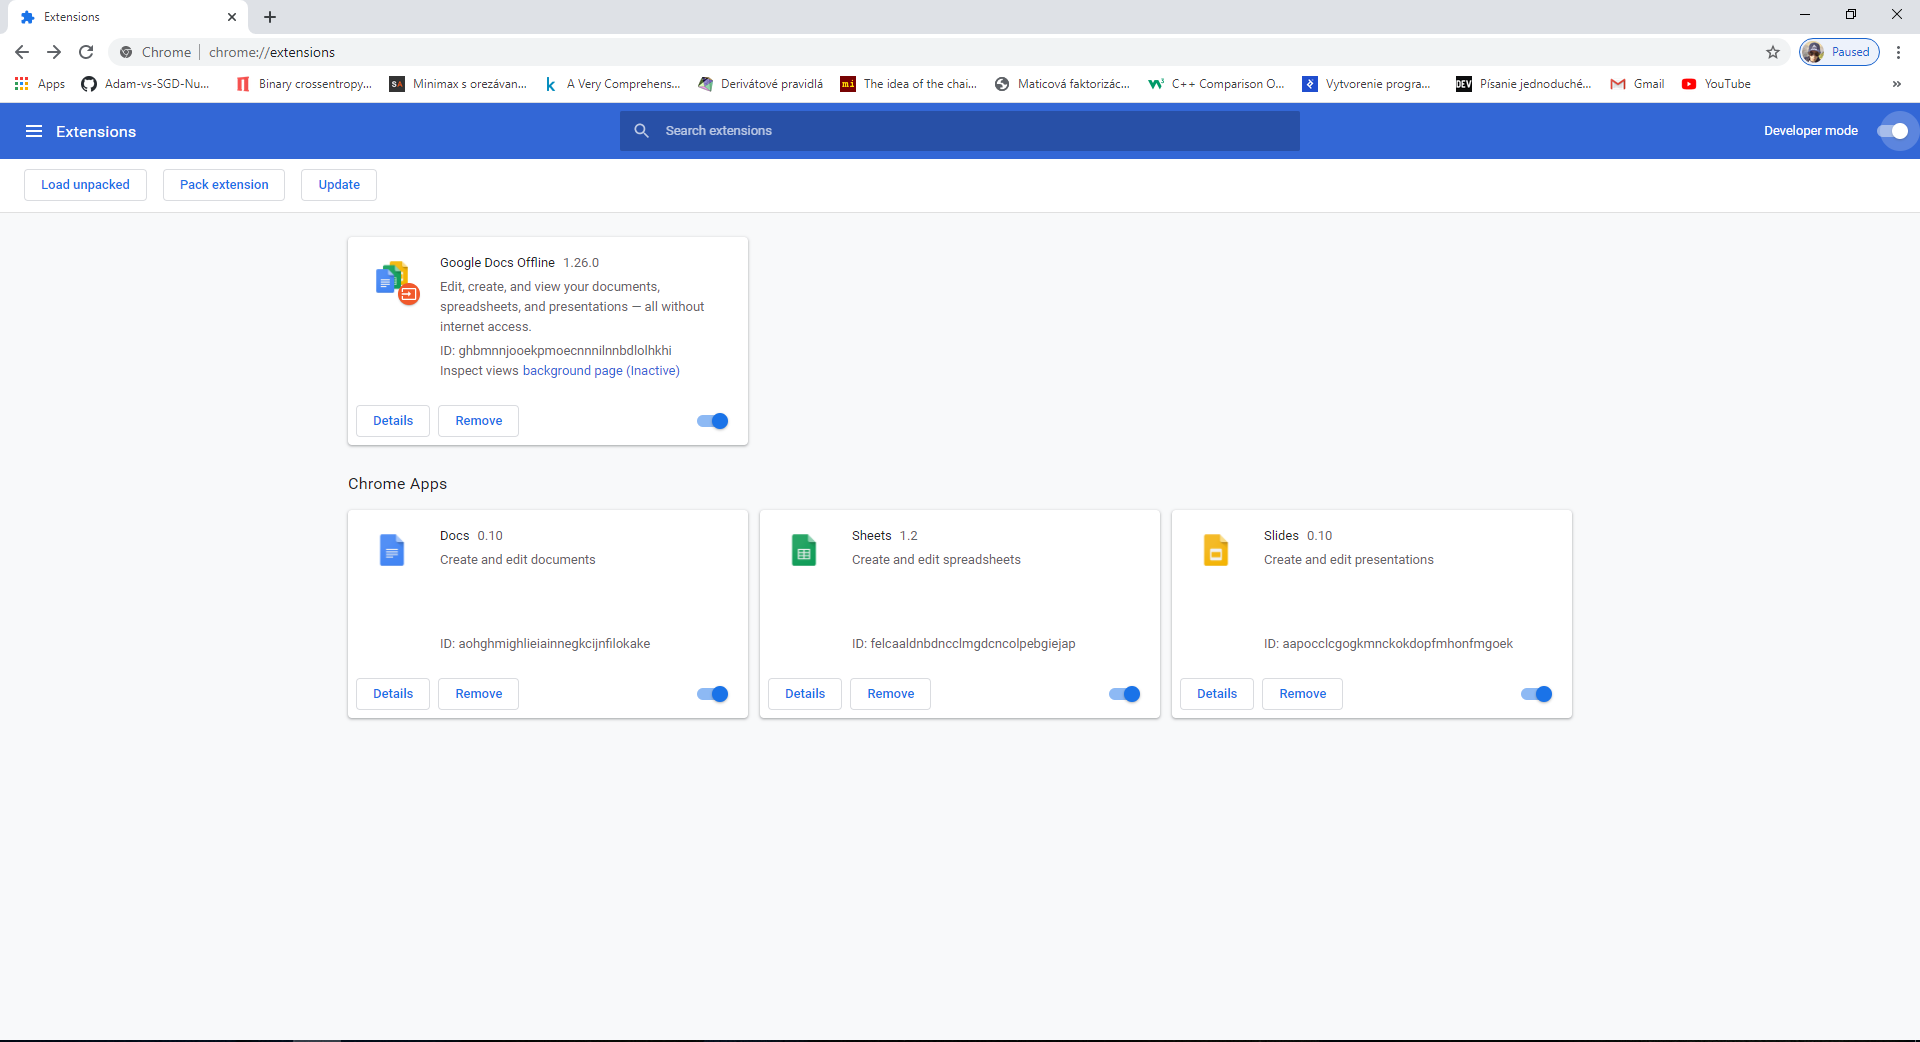 Extensions
Chrome
chrome://extensions
Paused
Apps
Adam-vs-SGD-Nu...
Binary crossentropy...
SA
Minimax s orezávan...
k
A Very Comprehens...
Derivátové pravidlá
mi
The idea of the chai...
Maticová faktorizác...
C++ Comparison O...
Vytvorenie progra...
DEV
Písanie jednoduché...
Gmail
YouTube
»
Extensions
Search extensions
Developer mode
Load unpacked
Pack extension
Update
Google Docs Offline 1.26.0
Edit, create, and view your documents,
spreadsheets, and presentations — all without
internet access.
ID: ghbmnnjooekpmoecnnnilnnbdlolhkhi
Inspect views background page (Inactive)
Details
Remove
Chrome Apps
Docs 0.10
Create and edit documents
ID: aohghmighlieiainnegkcijnfilokake
Details
Remove
Sheets 1.2
Create and edit spreadsheets
ID: felcaaldnbdncclmgdcncolpebgiejap
Details
Remove
Slides 0.10
Create and edit presentations
ID: aapocclcgogkmnckokdopfmhonfmgoek
Details
Remove